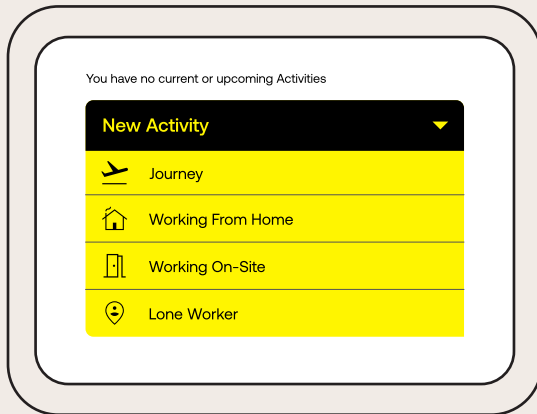 You have no current or upcoming Activities
New Activity
Journey
Working From Home
Working On-Site
Lone Worker